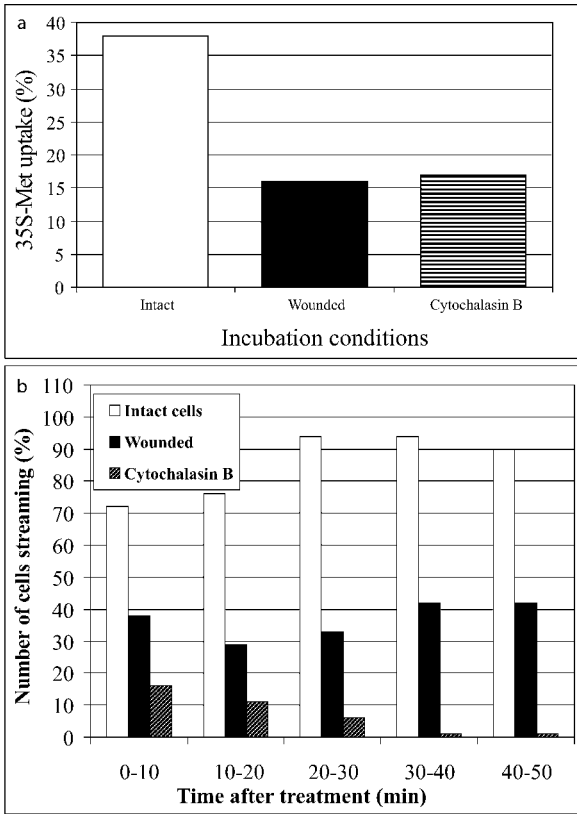 a
40
35
30
25
20
15
10
5
0
35S-Met uptake (%)
Intact Wounded Cytochalasin B
Incubation conditions
b
110
100
90
80
70
60
50
40
30
20
10
0
Number of cells streaming (%)
Intact cells
Wounded
Cytochalasin B
0-10 10-20 20-30 30-40 40-50
Time after treatment (min)